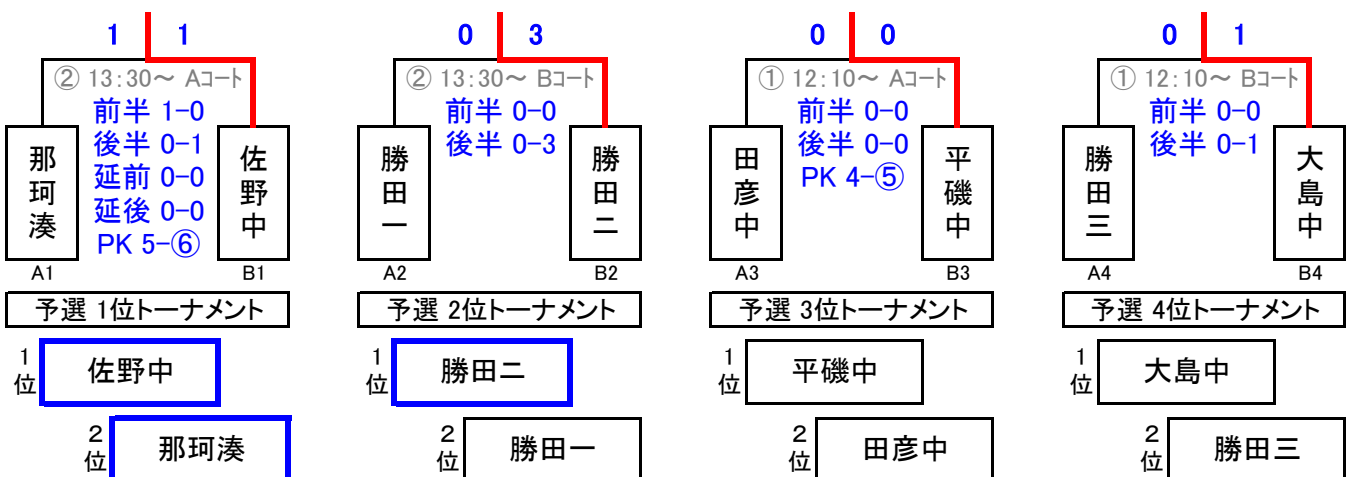 1 1
② 13:30～ Aコート
前半 1-0
後半 0-1
延前 0-0
延後 0-0
PK 5-⑥
那珂湊
佐野中
A1
B1
予選 1位トーナメント
1位
佐野中
2位
那珂湊
0 3
② 13:30～ Bコート
前半 0-0
後半 0-3
勝田一
勝田二
A2
B2
予選 2位トーナメント
1位
勝田二
2位
勝田一
0 0
① 12:10～ Aコート
前半 0-0
後半 0-0
PK 4-⑤
田彦中
平磯中
A3
B3
予選 3位トーナメント
1位
平磯中
2位
田彦中
0 1
① 12:10～ Bコート
前半 0-0
後半 0-1
勝田三
大島中
A4
B4
予選 4位トーナメント
1位
大島中
2位
勝田三